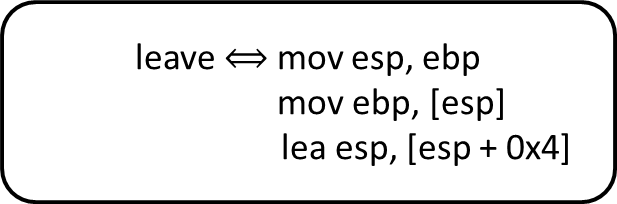 leave ⟺ mov esp, ebp
mov ebp, [esp]
lea esp, [esp + 0x4]